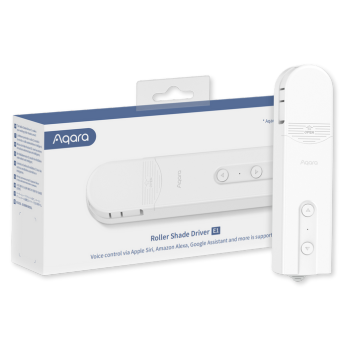 Aqara
Aqara
Roller Shade Driver E1
Voice control via Apple Siri, Amazon Alexa, Google Assistant and more is support
Aqara